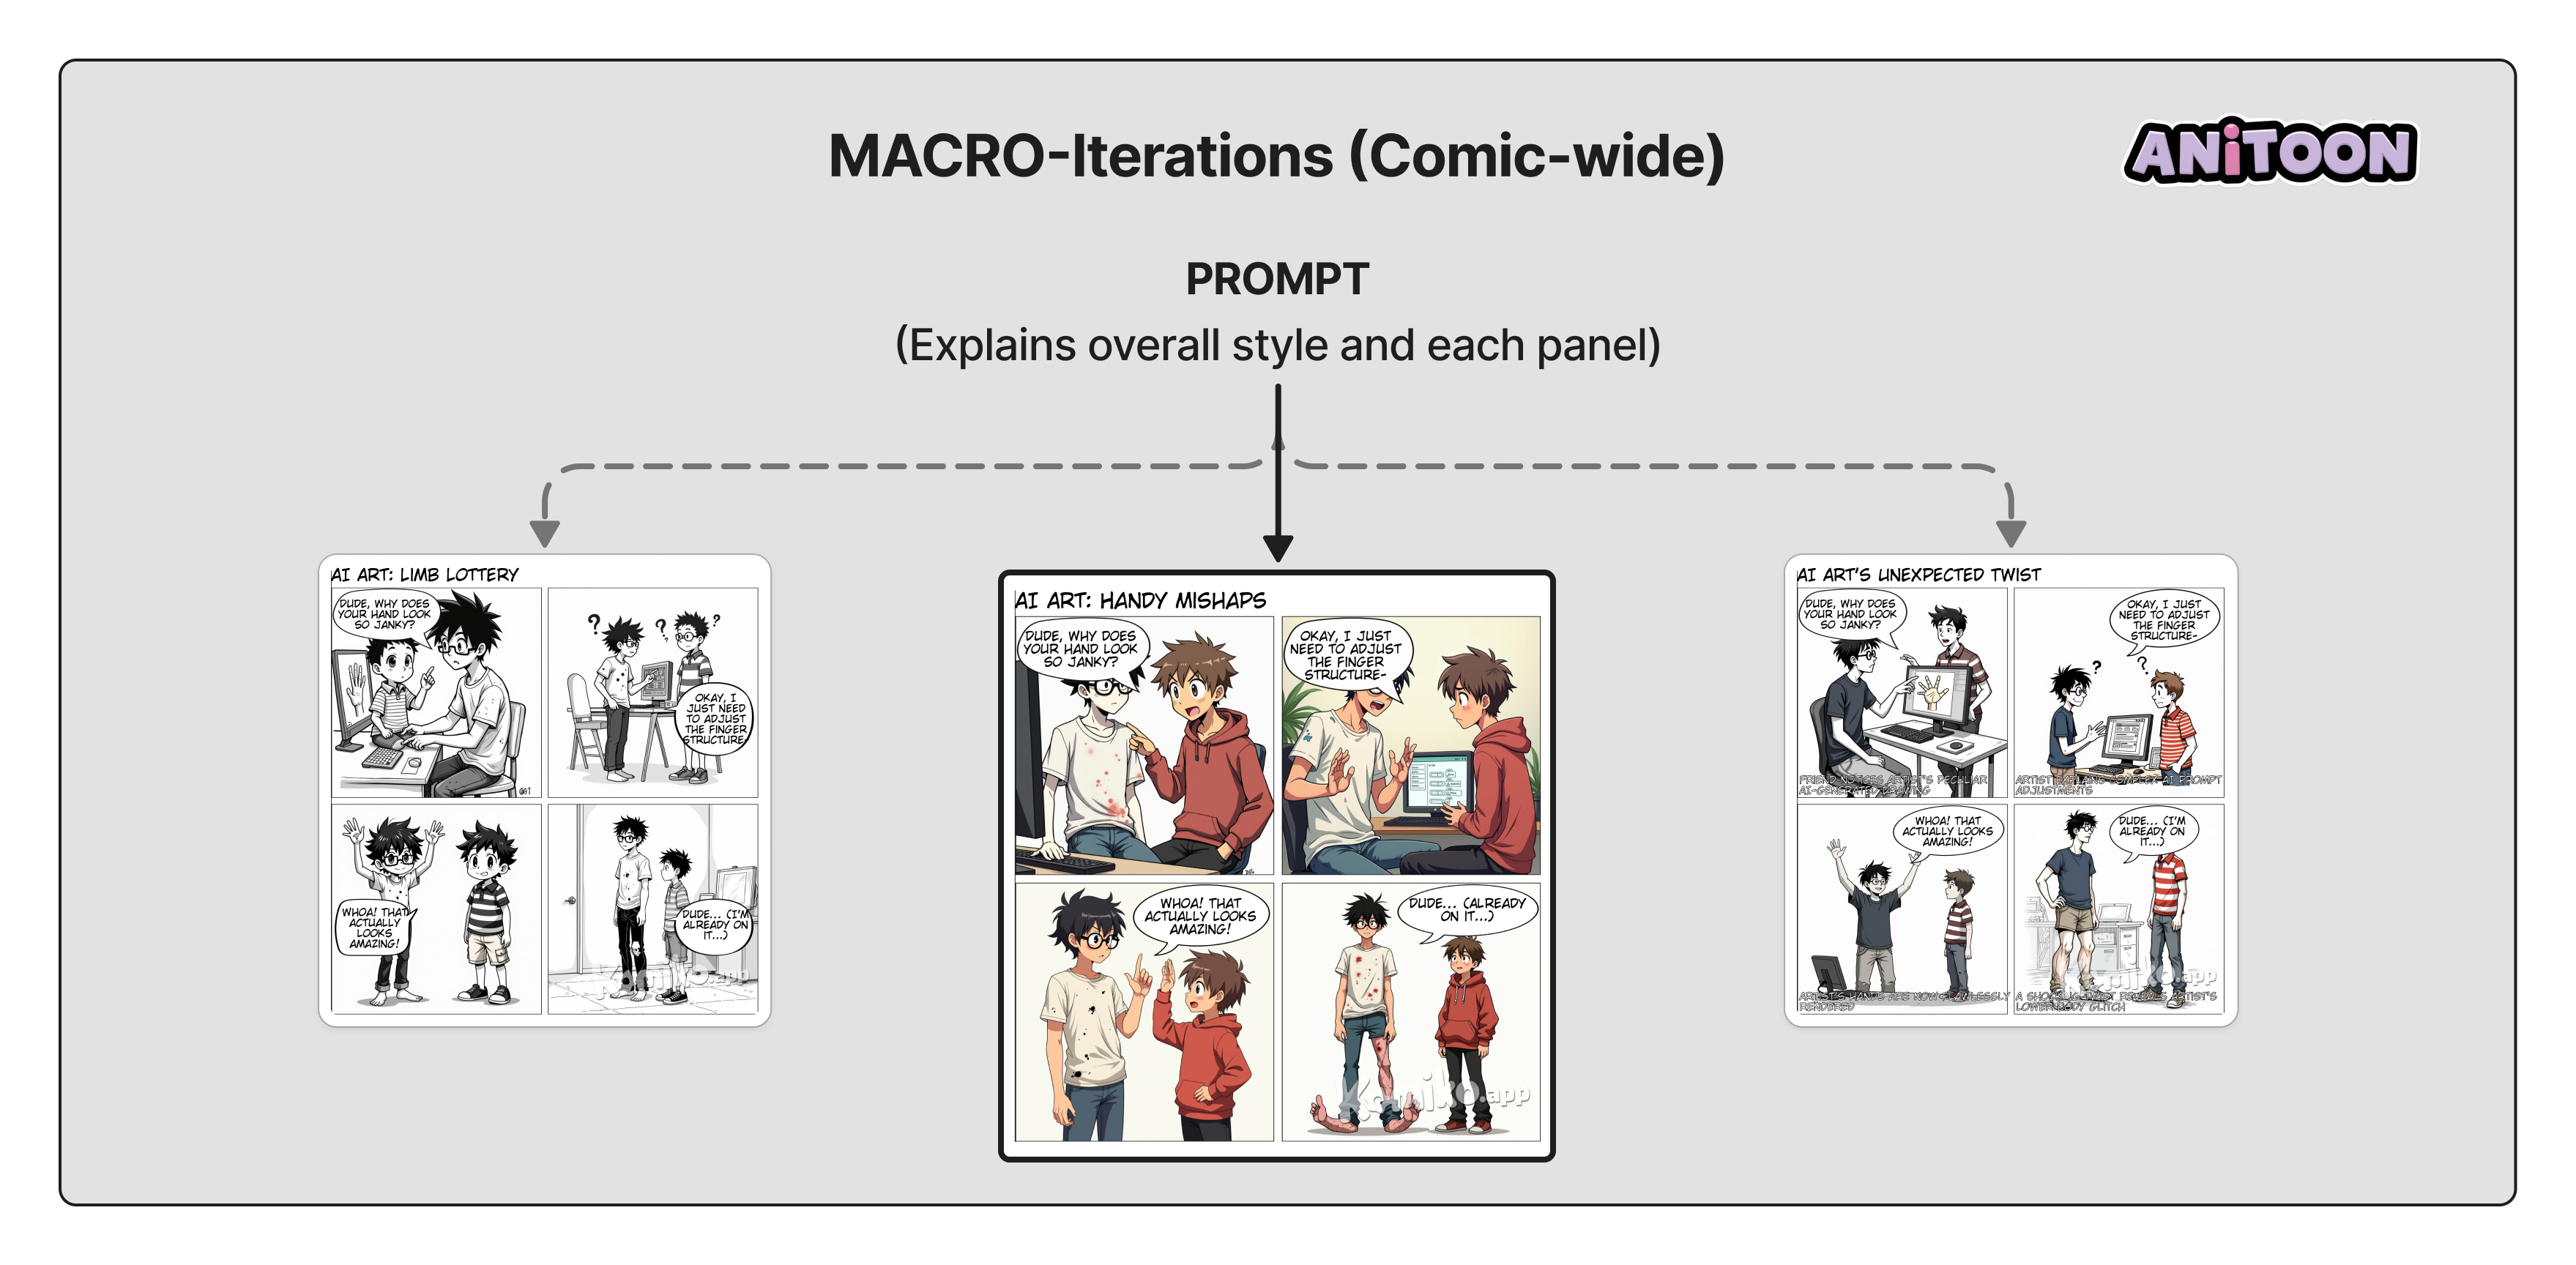 MACRO-Iterations (Comic-wide)
ANiTOON
PROMPT
(Explains overall style and each panel)
AI ART: LIMB LOTTERY
DUDE, WHY DOES
YOUR HAND LOOK
SO JANKY?
? ? ?
OKAY, I
JUST NEED
TO ADJUST
THE FINGER
STRUCTURE
WHOA! THAT
ACTUALLY
LOOKS
AMAZING!
DUDE... (I'M
ALREADY ON
IT...)
Komiko.app
AI ART: HANDY MISHAPS
DUDE, WHY DOES
YOUR HAND LOOK
SO JANKY?
OKAY, I JUST
NEED TO ADJUST
THE FINGER
STRUCTURE-
WHOA! THAT
ACTUALLY LOOKS
AMAZING!
DUDE... (ALREADY
ON IT...)
Komiko.app
AI ART'S UNEXPECTED TWIST
DUDE, WHY DOES
YOUR HAND LOOK
SO JANKY?
FRIEND NOTICES ARTIST'S PECULIAR
AI-GENERATED DRAWING
OKAY, I JUST
NEED TO ADJUST
THE FINGER
STRUCTURE-
? ?
ARTIST EXPLAINS COMPLEX AI PROMPT
ADJUSTMENTS
WHOA! THAT
ACTUALLY LOOKS
AMAZING!
ARTIST'S HANDS ARE NOW FLAWLESSLY
RENDERED
DUDE... (I'M
ALREADY ON
IT...)
Komiko.app
A SHOCKING TWIST REVEALS ARTIST'S
LOWER BODY GLITCH